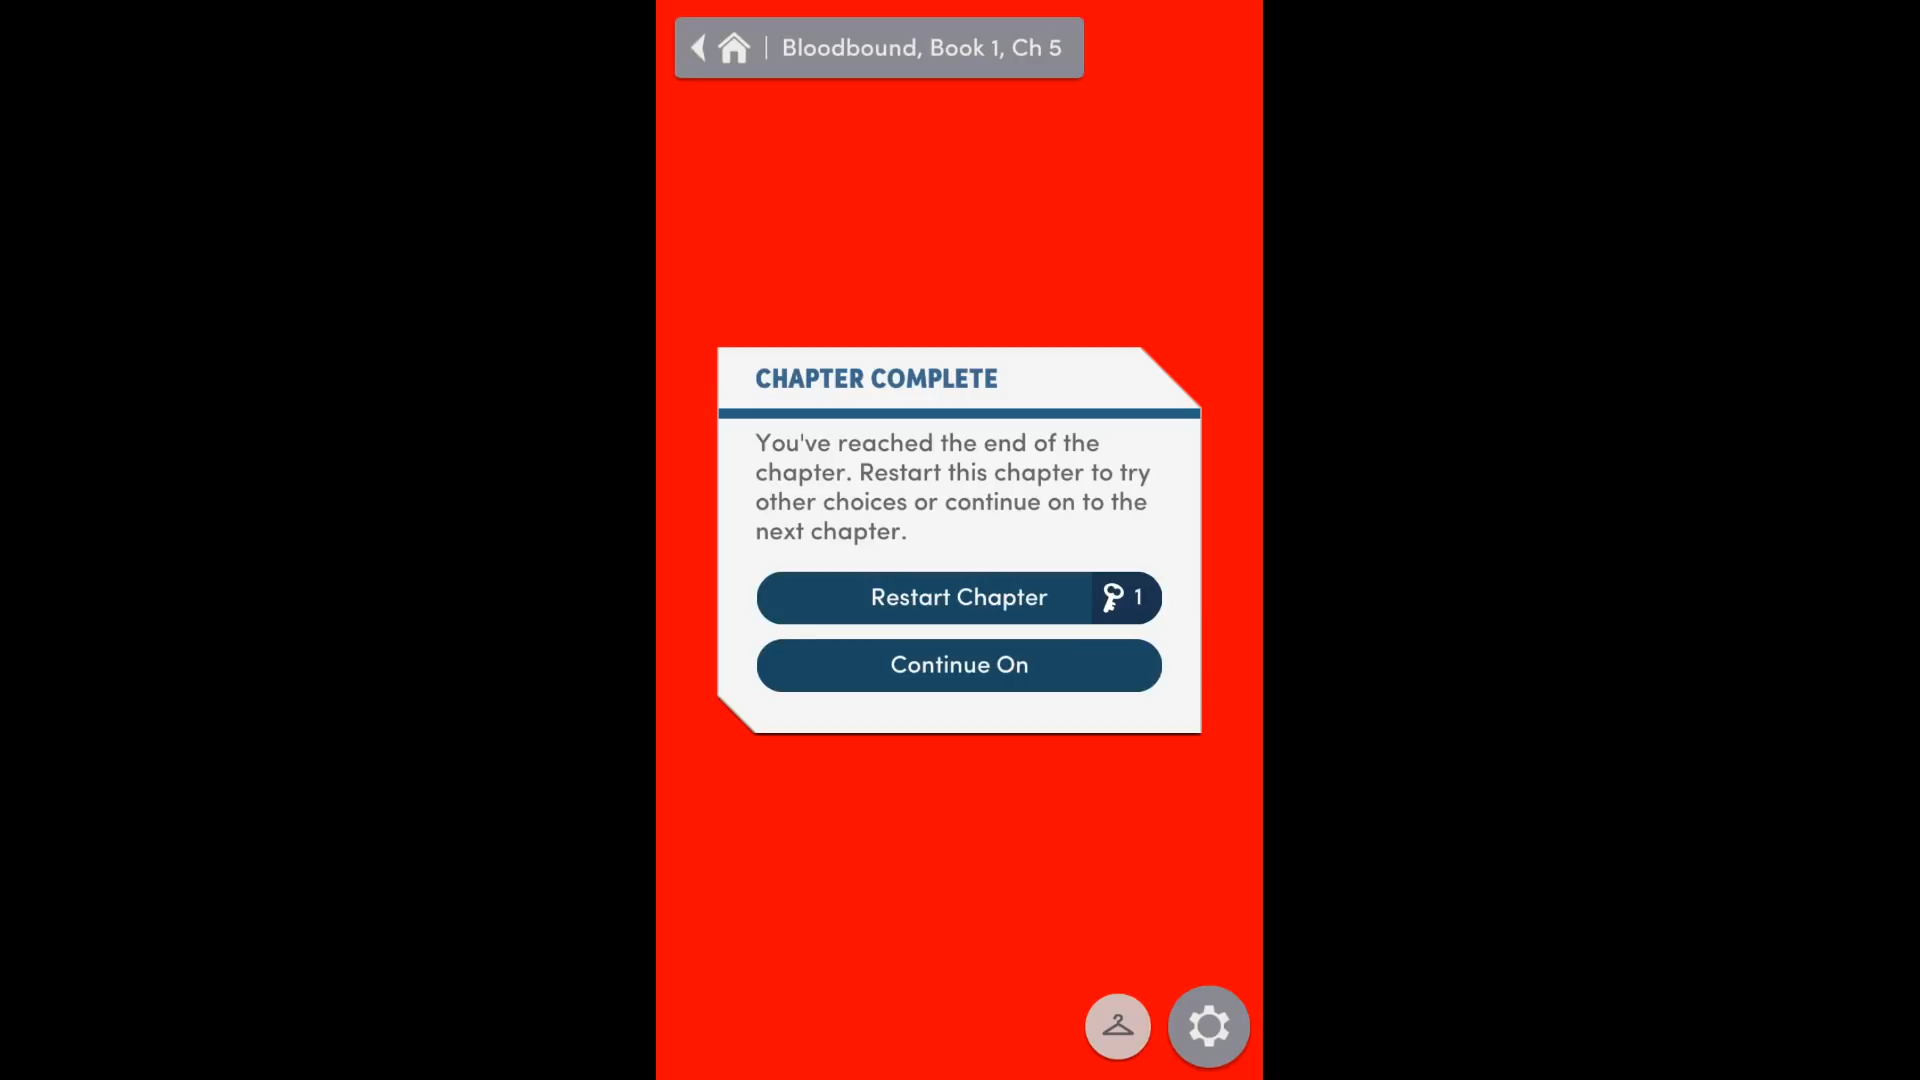 Bloodbound, Book 1, Ch 5
CHAPTER COMPLETE
You've reached the end of the
chapter. Restart this chapter to try
other choices or continue on to the
next chapter.
Restart Chapter 1
Continue On